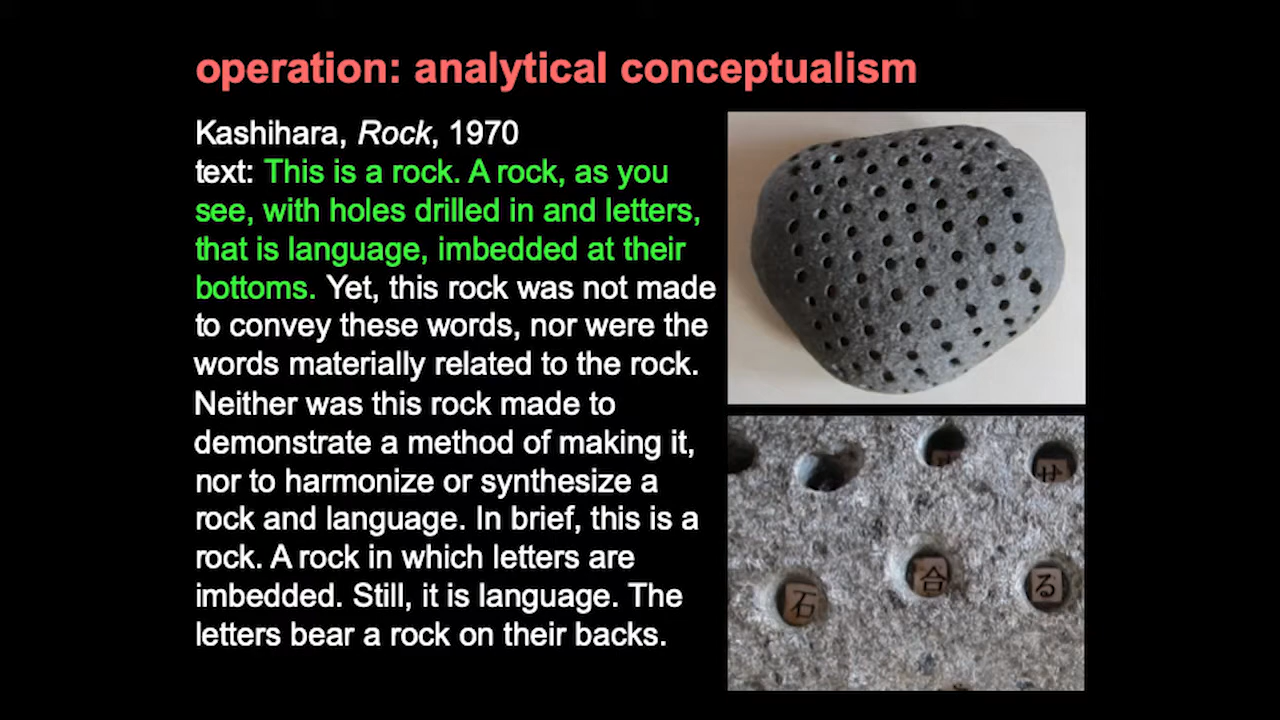 operation: analytical conceptualism
Kashihara, Rock, 1970
text: This is a rock. A rock, as you
see, with holes drilled in and letters,
that is language, imbedded at their
bottoms. Yet, this rock was not made
to convey these words, nor were the
words materially related to the rock.
Neither was this rock made to
demonstrate a method of making it,
nor to harmonize or synthesize a
rock and language. In brief, this is a
rock. A rock in which letters are
imbedded. Still, it is language. The
letters bear a rock on their backs.
せ
石 合 る